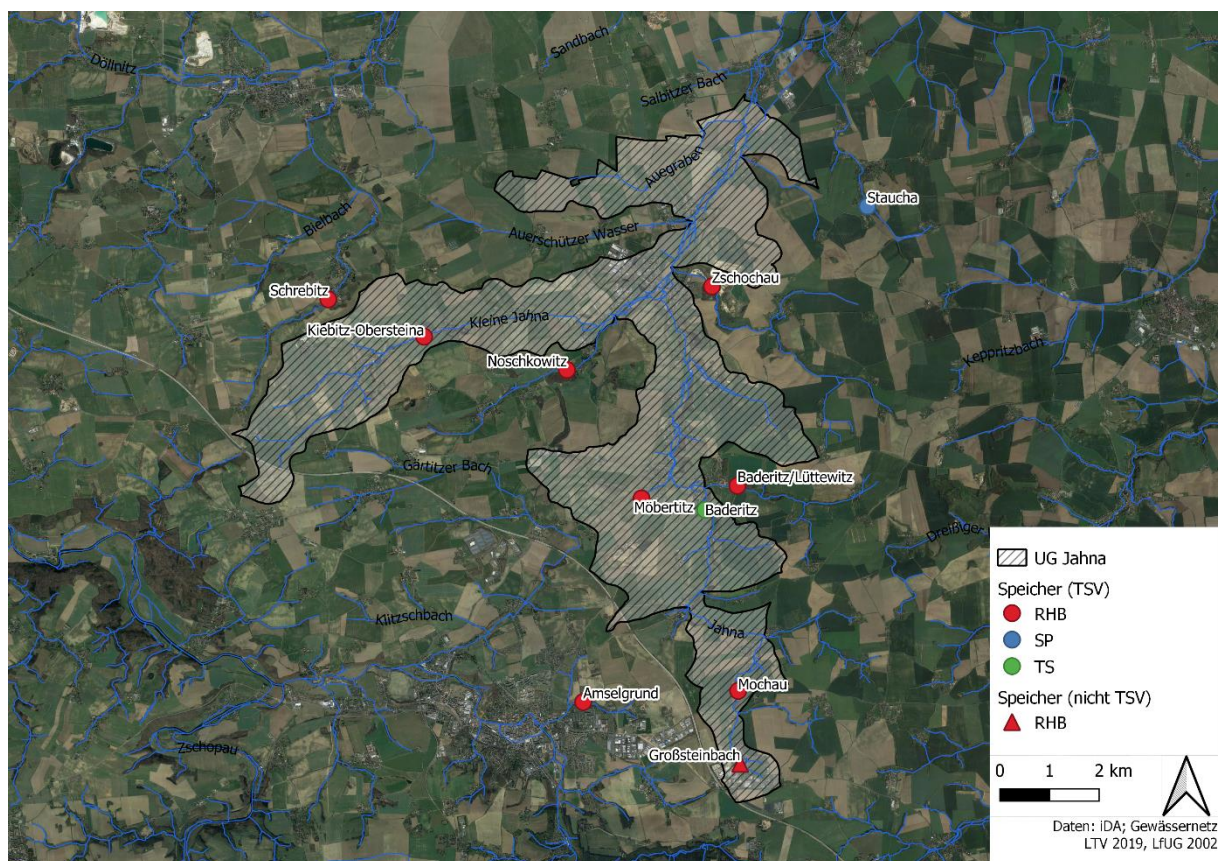 Döllnitz
Sandbach
Salbitzer Bach
Auegraben
Staucha
Bielbach
Auerschützer Wasser
Schrebitz
Zschochau
Kiebitz-Obersteina
Kleine Jahna
Noschkowitz
Keppritzbach
Gärtitzer Bach
Baderitz/Lüttewitz
Möbertitz
Baderitz
Dreißiger
Klitzschbach
Jahna
Mochau
Amselgrund
Zschopau
Großsteinbach
UG Jahna
Speicher (TSV)
RHB
SP
TS
Speicher (nicht TSV)
RHB
0 1 2 km
Daten: iDA; Gewässernetz
LTV 2019, LfUG 2002